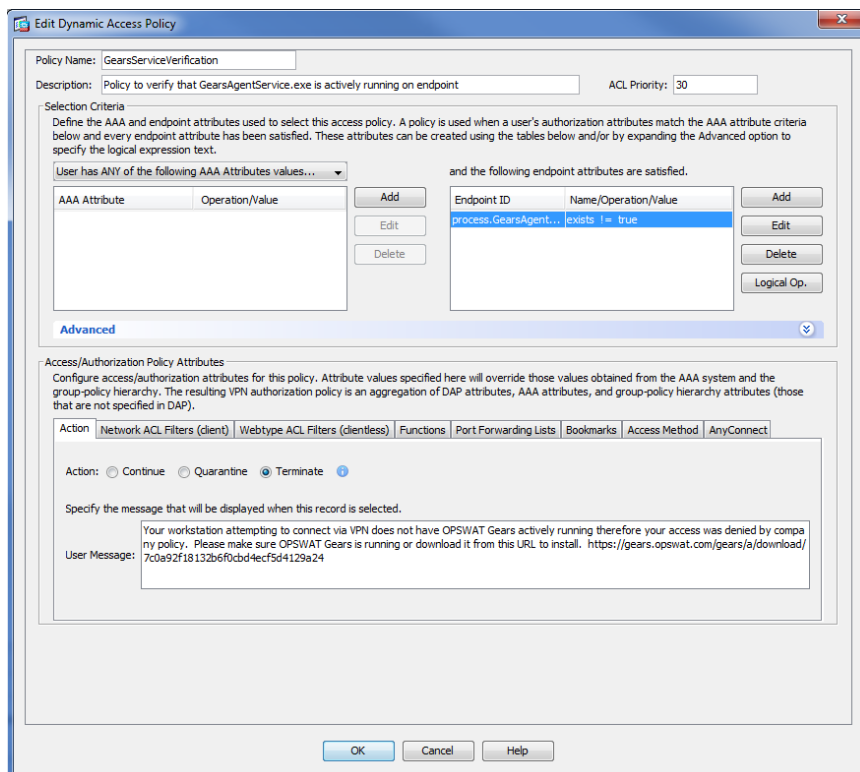 Edit Dynamic Access Policy
Policy Name: GearsServiceVerification
Description: Policy to verify that GearsAgentService.exe is actively running on endpoint ACL Priority: 30
Selection Criteria
Define the AAA and endpoint attributes used to select this access policy. A policy is used when a user's authorization attributes match the AAA attribute criteria
below and every endpoint attribute has been satisfied. These attributes can be created using the tables below and/or by expanding the Advanced option to
specify the logical expression text.
User has ANY of the following AAA Attributes values... and the following endpoint attributes are satisfied.
AAA Attribute Operation/Value Add Endpoint ID Name/Operation/Value Add
process.GearsAgent... exists != true
Edit Edit
Delete Delete
Logical Op.
Advanced
Access/Authorization Policy Attributes
Configure access/authorization attributes for this policy. Attribute values specified here will override those values obtained from the AAA system and the
group-policy hierarchy. The resulting VPN authorization policy is an aggregation of DAP attributes, AAA attributes, and group-policy hierarchy attributes (those
that are not specified in DAP).
Action Network ACL Filters (client) Webtype ACL Filters (clientless) Functions Port Forwarding Lists Bookmarks Access Method AnyConnect
Action: Continue Quarantine Terminate
Specify the message that will be displayed when this record is selected.
User Message: Your workstation attempting to connect via VPN does not have OPSWAT Gears actively running therefore your access was denied by compa
ny policy. Please make sure OPSWAT Gears is running or download it from this URL to install. https://gears.opswat.com/gears/a/download/
7c0a92f18132b6f0cbd4ecf5d4129a24
OK Cancel Help